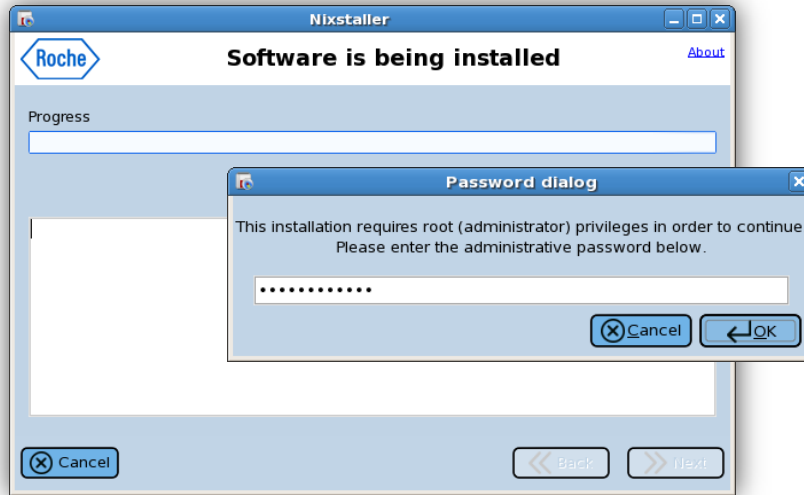 Nixstaller
Roche
Software is being installed
About
Progress
Password dialog
This installation requires root (administrator) privileges in order to continue
Please enter the administrative password below.
••••••••••••
Cancel
OK
Cancel
Back
Next